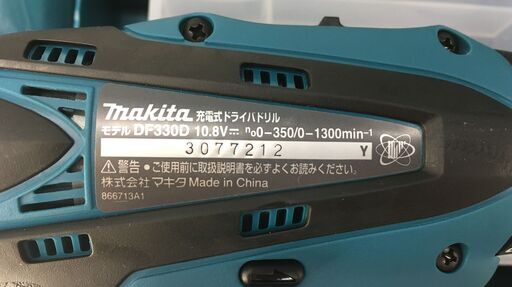 makita 充電式ドライバドリル
モデル DF330D 10.8V⎓ n₀0-350/0-1300min⁻¹
3077212 Y
⚠警告 ●ご使用前に取扱説明書を必ずよくお読みください。
株式会社 マキタ Made in China
866713A1